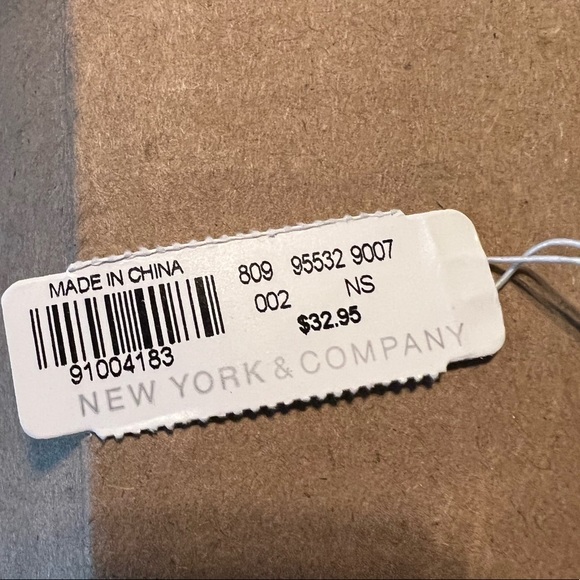 MADE IN CHINA
91004183
809 95532 9007
002 NS
$32.95
NEW YORK & COMPANY